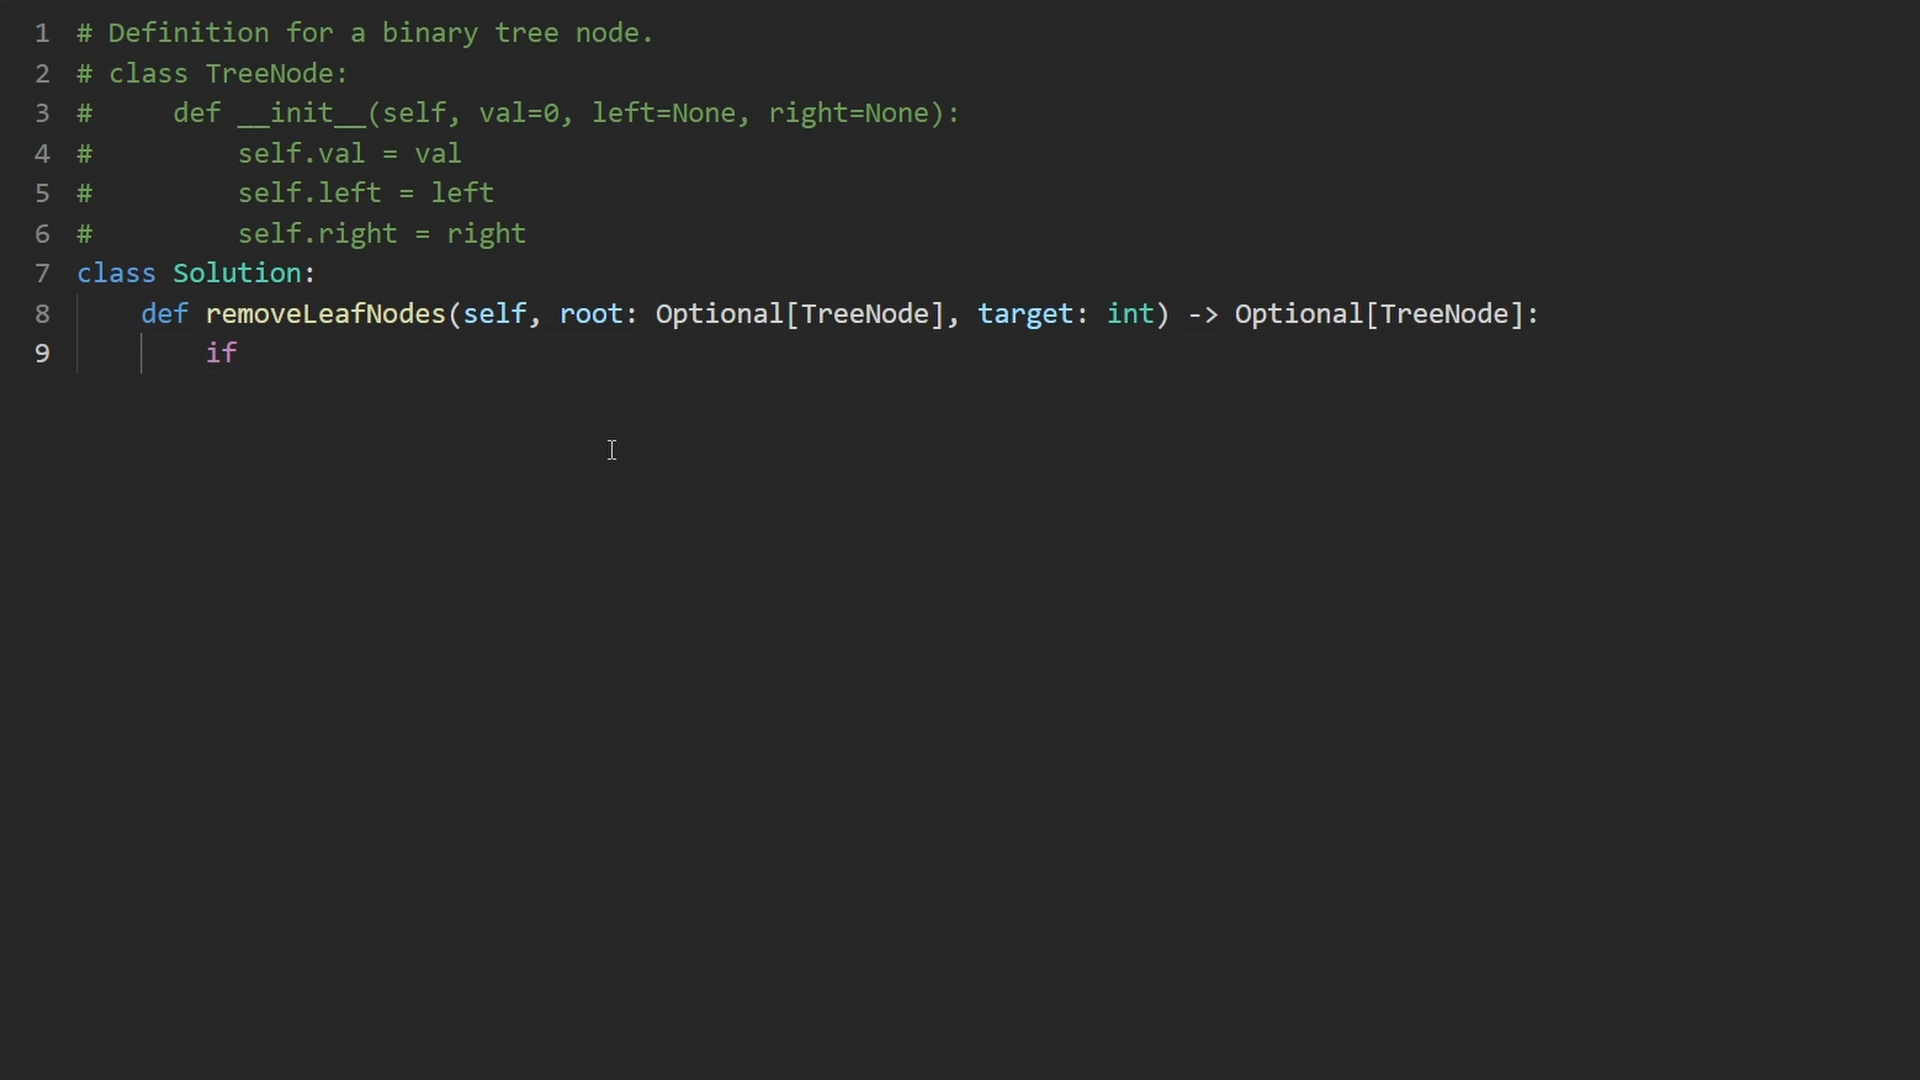 1 # Definition for a binary tree node.
2 # class TreeNode:
3 #     def __init__(self, val=0, left=None, right=None):
4 #         self.val = val
5 #         self.left = left
6 #         self.right = right
7 class Solution:
8     def removeLeafNodes(self, root: Optional[TreeNode], target: int) -> Optional[TreeNode]:
9         if